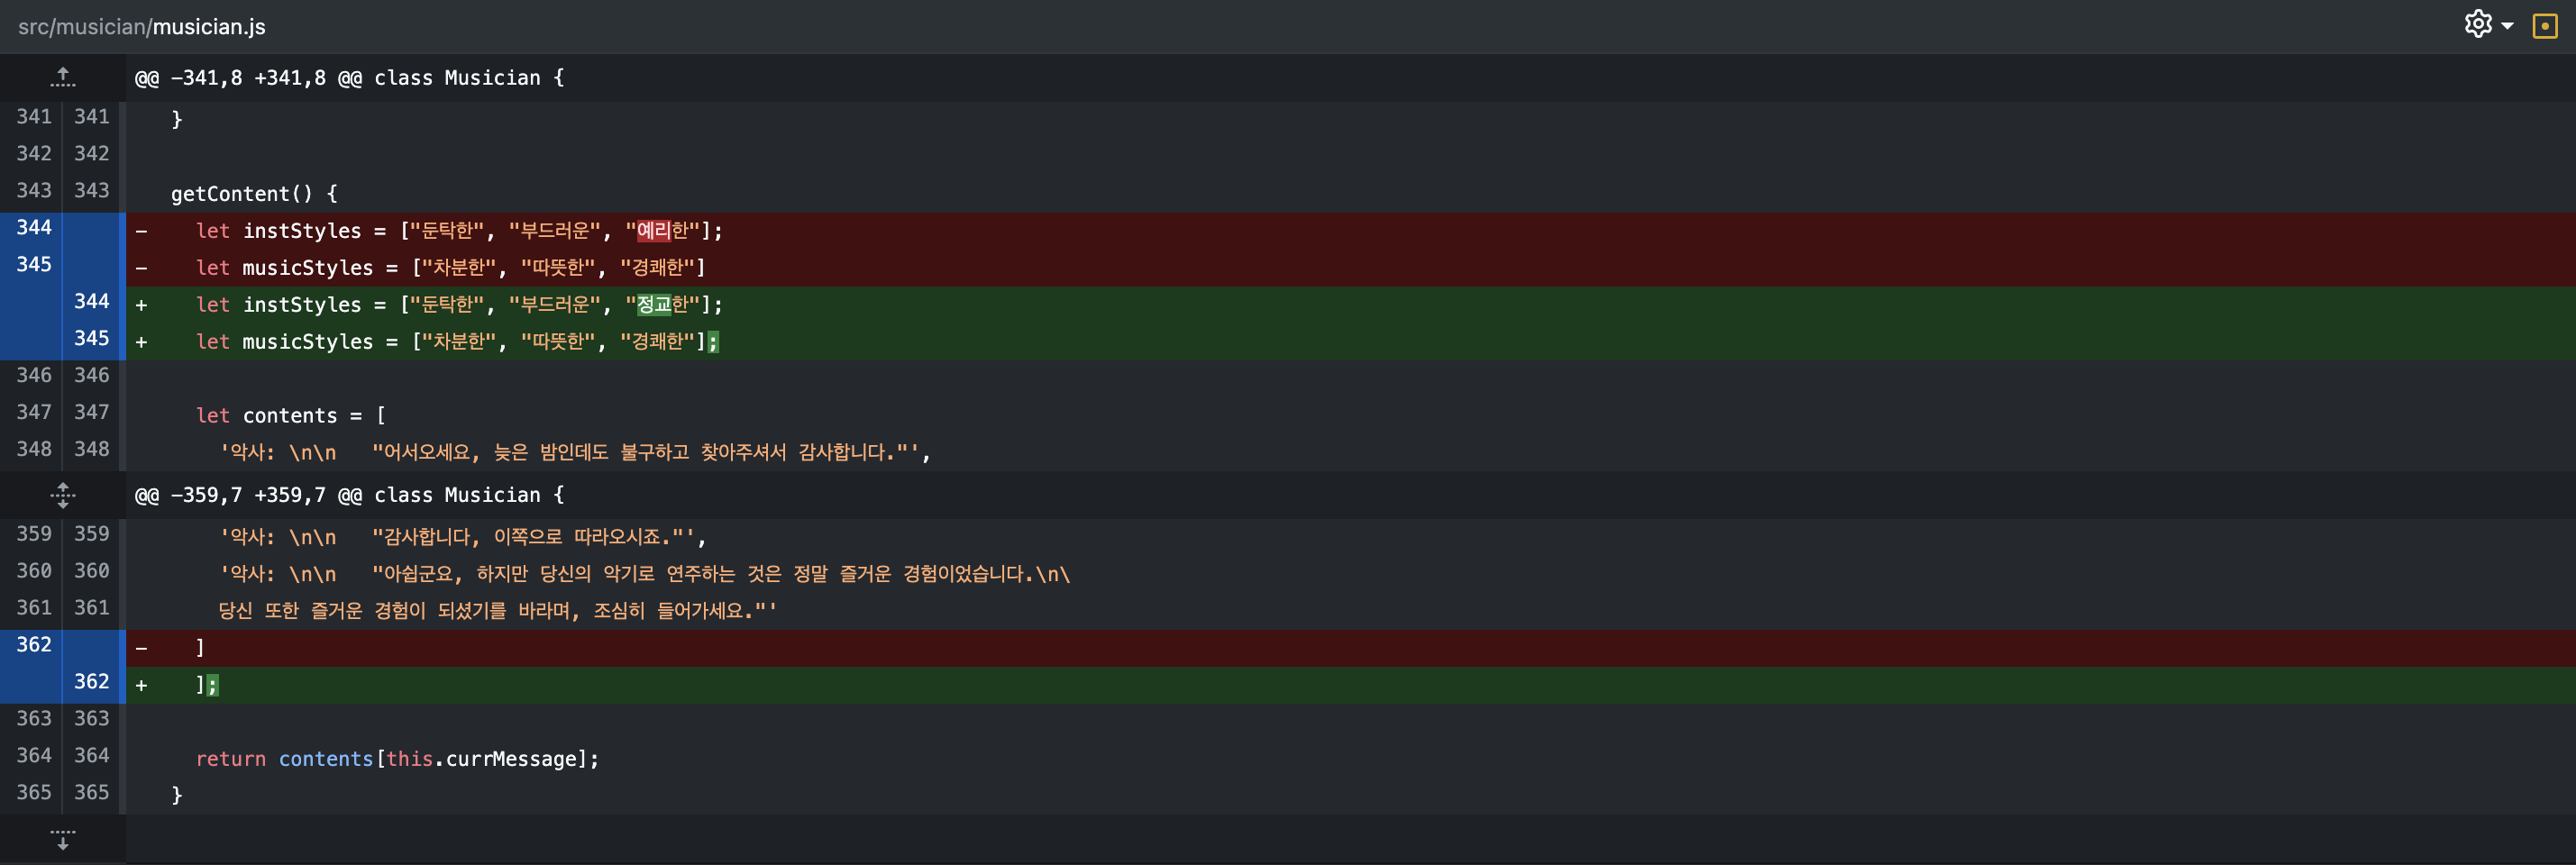 src/musician/musician.js
@@ -341,8 +341,8 @@ class Musician {
341 341 }
342 342
343 343 getContent() {
344 - let instStyles = ["둔탁한", "부드러운", "예리한"];
345 - let musicStyles = ["차분한", "따뜻한", "경쾌한"]
344 + let instStyles = ["둔탁한", "부드러운", "정교한"];
345 + let musicStyles = ["차분한", "따뜻한", "경쾌한"];
346 346
347 347 let contents = [
348 348 '악사: \n\n   "어서오세요, 늦은 밤인데도 불구하고 찾아주셔서 감사합니다."',
@@ -359,7 +359,7 @@ class Musician {
359 359 '악사: \n\n   "감사합니다, 이쪽으로 따라오시죠."',
360 360 '악사: \n\n   "아쉽군요, 하지만 당신의 악기로 연주하는 것은 정말 즐거운 경험이었습니다.\n\
361 361 당신 또한 즐거운 경험이 되셨기를 바라며, 조심히 들어가세요."'
362 - ]
362 + ];
363 363
364 364 return contents[this.currMessage];
365 365 }